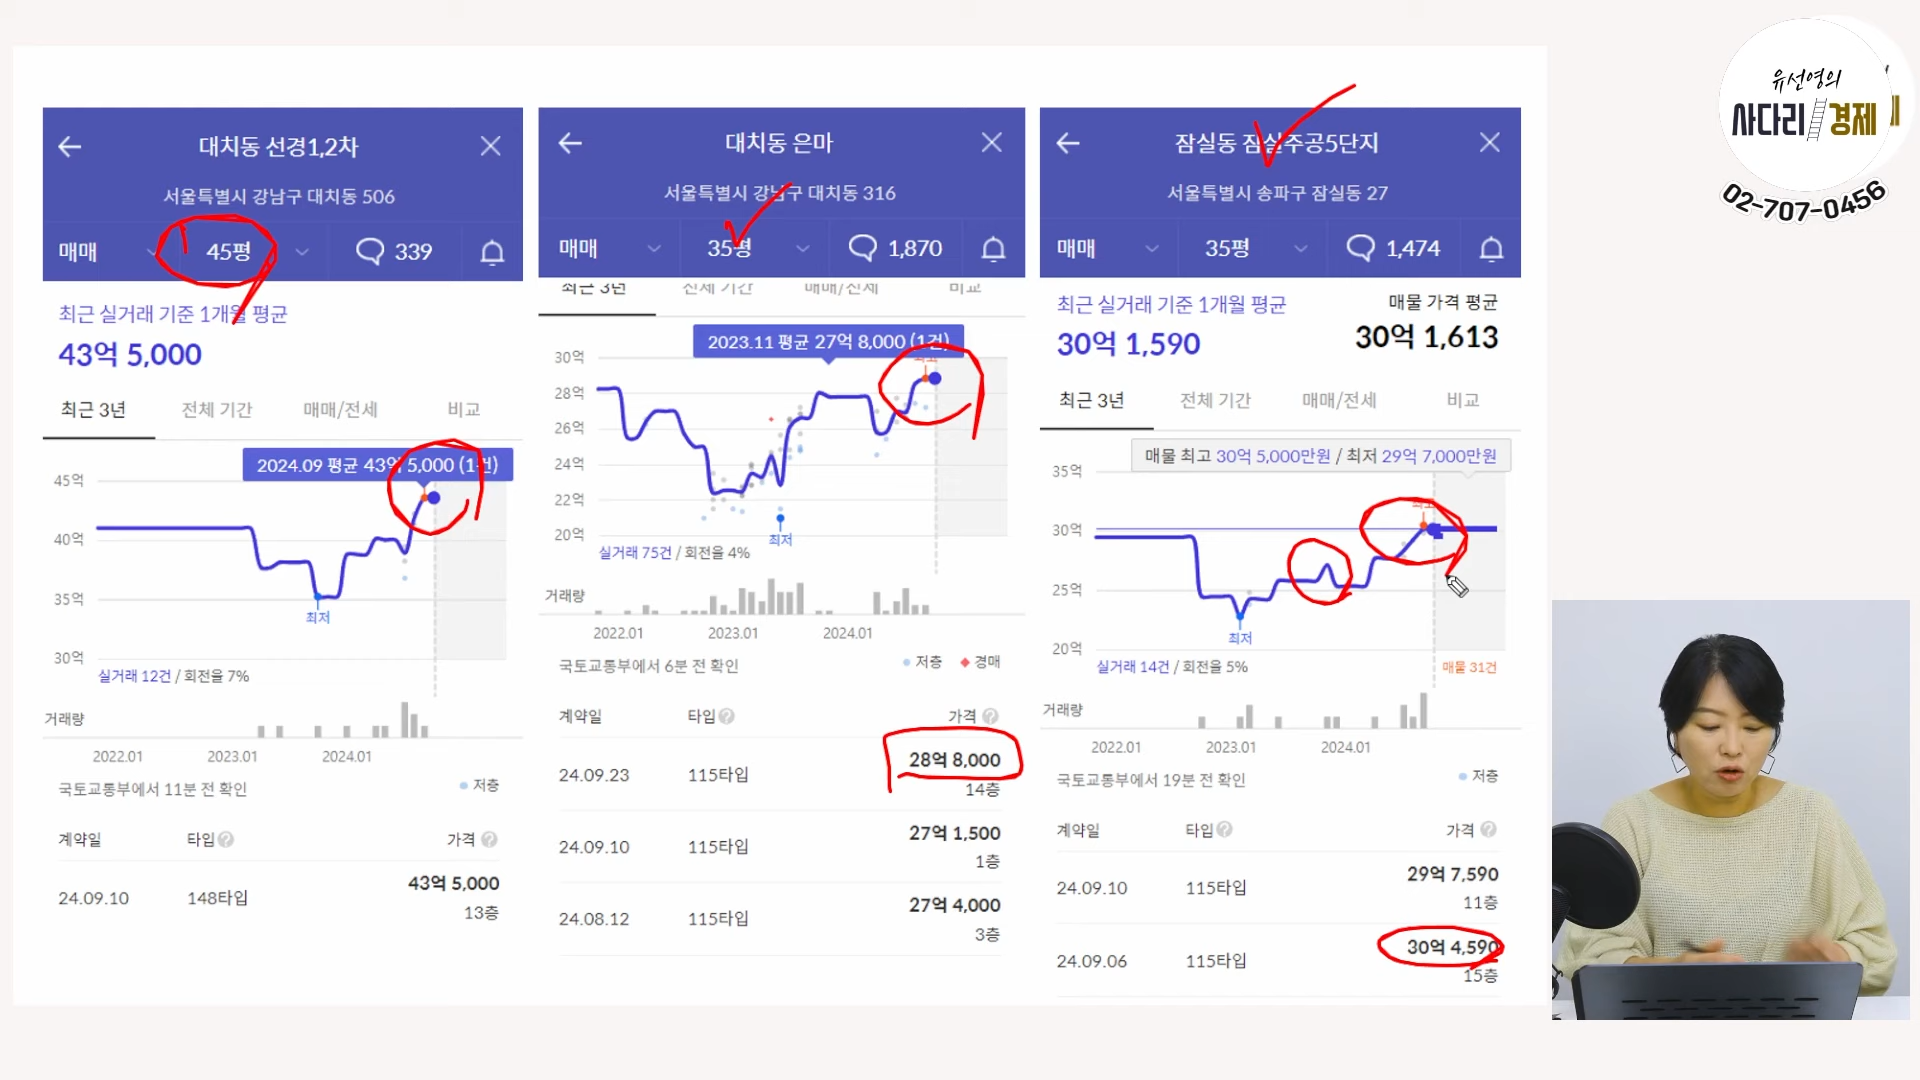 유선영의
사다리 경제
02-707-0456
대치동 선경1,2차
서울특별시 강남구 대치동 506
매매 45평 339
최근 실거래 기준 1개월 평균
43억 5,000
최근 3년 전체 기간 매매/전세 비교
2024.09 평균 43억 5,000 (1건)
45억
40억
35억
최저
30억
실거래 12건 / 회전율 7%
거래량
2022.01 2023.01 2024.01
국토교통부에서 11분 전 확인 저층
계약일 타입 가격
24.09.10 148타입 43억 5,000
13층
대치동 은마
서울특별시 강남구 대치동 316
매매 35평 1,870
최근 3년 전체 기간 매매/전세 비교
2023.11 평균 27억 8,000 (1건)
최고
30억
28억
26억
24억
22억
20억
최저
실거래 75건 / 회전율 4%
거래량
2022.01 2023.01 2024.01
국토교통부에서 6분 전 확인 저층 경매
계약일 타입 가격
24.09.23 115타입 28억 8,000
14층
24.09.10 115타입 27억 1,500
1층
24.08.12 115타입 27억 4,000
3층
잠실동 잠실주공5단지
서울특별시 송파구 잠실동 27
매매 35평 1,474
최근 실거래 기준 1개월 평균 매물 가격 평균
30억 1,590 30억 1,613
최근 3년 전체 기간 매매/전세 비교
매물 최고 30억 5,000만원 / 최저 29억 7,000만원
35억
최고
30억
25억
최저
20억
실거래 14건 / 회전율 5% 매물 31건
거래량
2022.01 2023.01 2024.01
국토교통부에서 19분 전 확인 저층
계약일 타입 가격
24.09.10 115타입 29억 7,590
11층
24.09.06 115타입 30억 4,590
15층